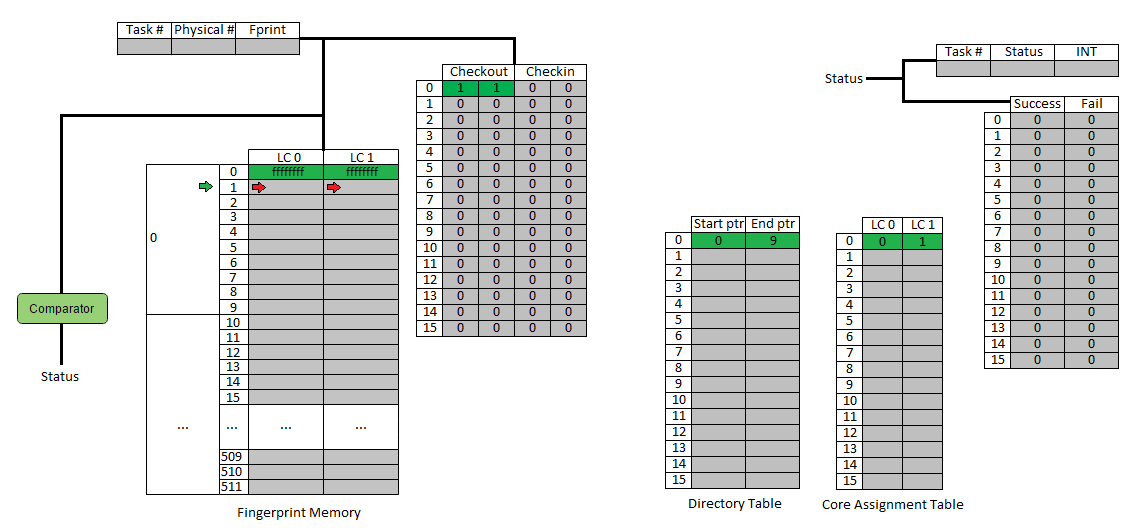 Task # Physical # Fprint
Task # Status INT
Status
Checkout Checkin
0 1 1 0 0
1 0 0 0 0
2 0 0 0 0
3 0 0 0 0
4 0 0 0 0
5 0 0 0 0
6 0 0 0 0
7 0 0 0 0
8 0 0 0 0
9 0 0 0 0
10 0 0 0 0
11 0 0 0 0
12 0 0 0 0
13 0 0 0 0
14 0 0 0 0
15 0 0 0 0
Success Fail
0 0 0
1 0 0
2 0 0
3 0 0
4 0 0
5 0 0
6 0 0
7 0 0
8 0 0
9 0 0
10 0 0
11 0 0
12 0 0
13 0 0
14 0 0
15 0 0
LC 0 LC 1
0 ffffffff ffffffff
1
2
3
0 4
5
6
7
8
9
10
11
12
13
14
15
... ... ... ...
509
510
511
Fingerprint Memory
Comparator
Status
Start ptr End ptr
0 0 9
1
2
3
4
5
6
7
8
9
10
11
12
13
14
15
Directory Table
LC 0 LC 1
0 0 1
1
2
3
4
5
6
7
8
9
10
11
12
13
14
15
Core Assignment Table